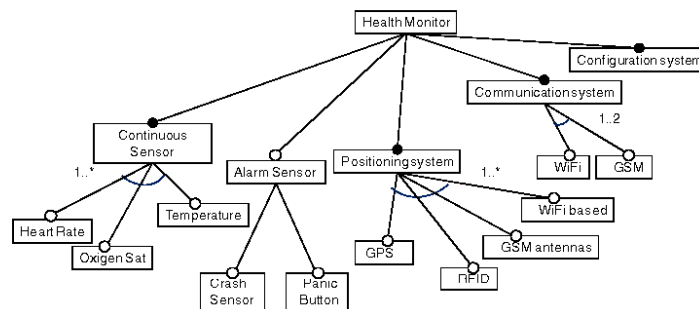 Health Monitor
Configuration system
Communication system
1..2
WiFi
GSM
Continuous
Sensor
1..*
Alarm Sensor
Positioning system
1..*
Heart Rate
Oxigen Sat
Temperature
Crash
Sensor
Panic
Button
GPS
RFID
GSM antennas
WiFi based